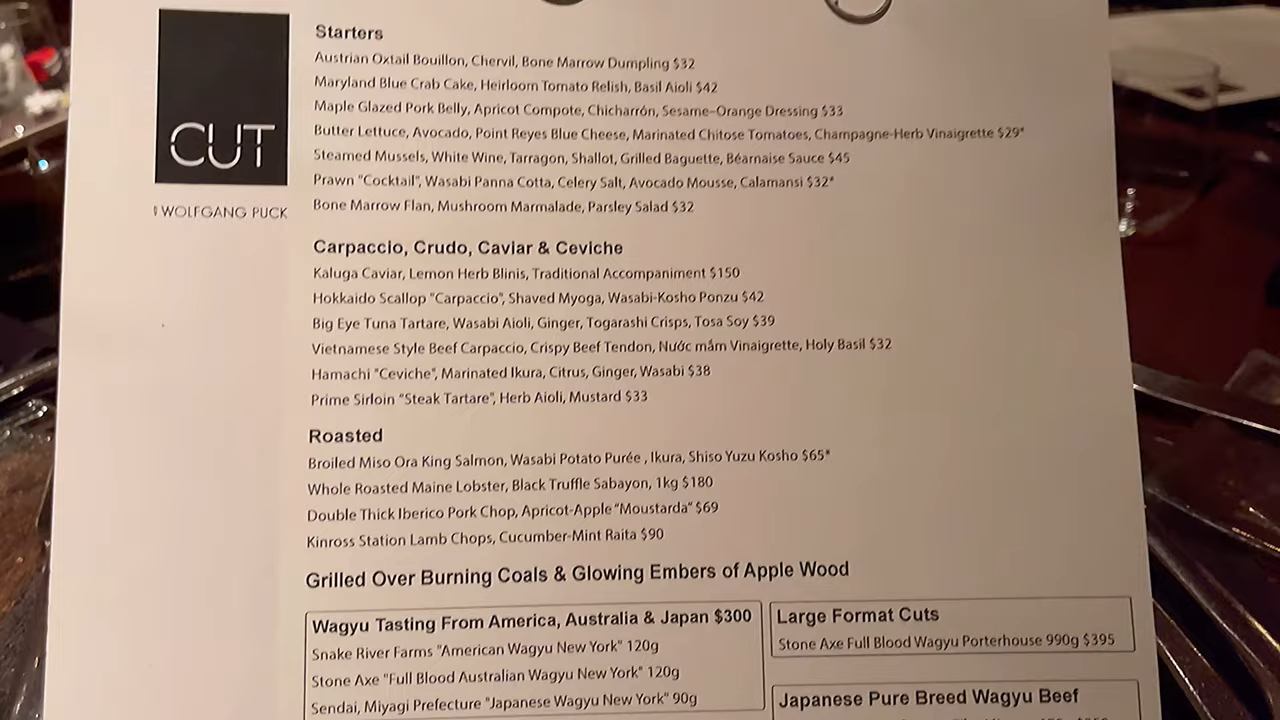 CUT
WOLFGANG PUCK
Starters
Austrian Oxtail Bouillon, Chervil, Bone Marrow Dumpling $32
Maryland Blue Crab Cake, Heirloom Tomato Relish, Basil Aioli $42
Maple Glazed Pork Belly, Apricot Compote, Chicharrón, Sesame-Orange Dressing $33
Butter Lettuce, Avocado, Point Reyes Blue Cheese, Marinated Chitose Tomatoes, Champagne-Herb Vinaigrette $29*
Steamed Mussels, White Wine, Tarragon, Shallot, Grilled Baguette, Béarnaise Sauce $45
Prawn "Cocktail", Wasabi Panna Cotta, Celery Salt, Avocado Mousse, Calamansi $32*
Bone Marrow Flan, Mushroom Marmalade, Parsley Salad $32
Carpaccio, Crudo, Caviar & Ceviche
Kaluga Caviar, Lemon Herb Blinis, Traditional Accompaniment $150
Hokkaido Scallop "Carpaccio", Shaved Myoga, Wasabi-Kosho Ponzu $42
Big Eye Tuna Tartare, Wasabi Aioli, Ginger, Togarashi Crisps, Tosa Soy $39
Vietnamese Style Beef Carpaccio, Crispy Beef Tendon, Nước mắm Vinaigrette, Holy Basil $32
Hamachi "Ceviche", Marinated Ikura, Citrus, Ginger, Wasabi $38
Prime Sirloin "Steak Tartare", Herb Aioli, Mustard $33
Roasted
Broiled Miso Ora King Salmon, Wasabi Potato Purée , Ikura, Shiso Yuzu Kosho $65*
Whole Roasted Maine Lobster, Black Truffle Sabayon, 1kg $180
Double Thick Iberico Pork Chop, Apricot-Apple "Moustarda" $69
Kinross Station Lamb Chops, Cucumber-Mint Raita $90
Grilled Over Burning Coals & Glowing Embers of Apple Wood
Wagyu Tasting From America, Australia & Japan $300
Snake River Farms "American Wagyu New York" 120g
Stone Axe "Full Blood Australian Wagyu New York" 120g
Sendai, Miyagi Prefecture "Japanese Wagyu New York" 90g
Large Format Cuts
Stone Axe Full Blood Wagyu Porterhouse 990g $395
Japanese Pure Breed Wagyu Beef